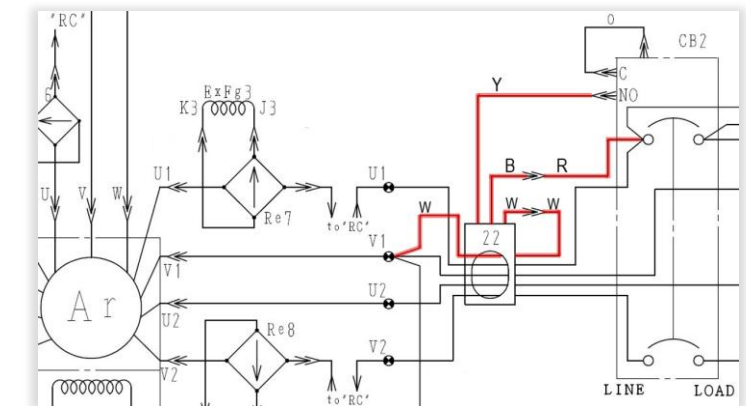 "RC"
O
CB2
C
NO
Y
ExFg3
K3
J3
6
U
V
W
U1
Re7
to"RC"
U1
B
R
W
W
W
22
V1
V1
Ar
U2
U2
Re8
V2
V2
to"RC"
LINE
LOAD